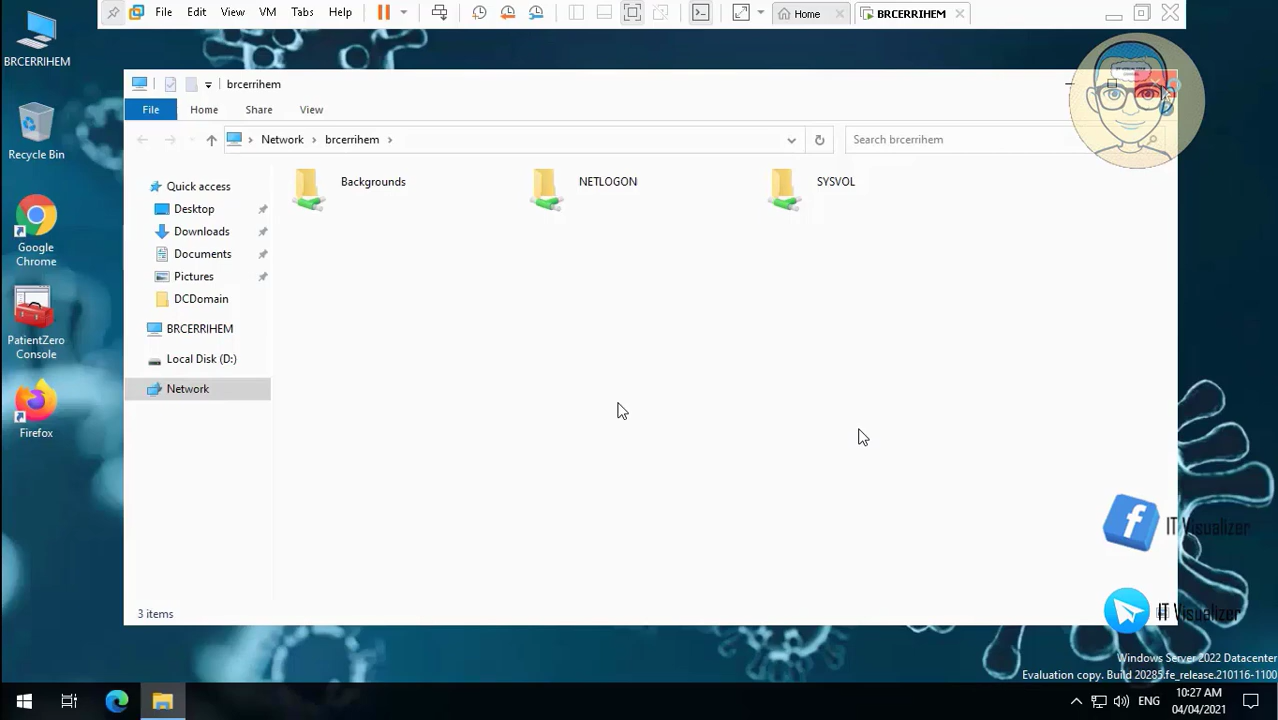 File Edit View VM Tabs Help
Home
BRCERRIHEM
BRCERRIHEM
brcerrihem
File Home Share View
Network brcerrihem
Search brcerrihem
Recycle Bin
Quick access
Desktop
Downloads
Documents
Pictures
DCDomain
BRCERRIHEM
Local Disk (D:)
Network
Backgrounds
NETLOGON
SYSVOL
Google
Chrome
PatientZero
Console
Firefox
3 items
IT Visualizer
IT Visualizer
Windows Server 2022 Datacenter
Evaluation copy. Build 20285.fe_release.210116-1100
ENG
10:27 AM
04/04/2021